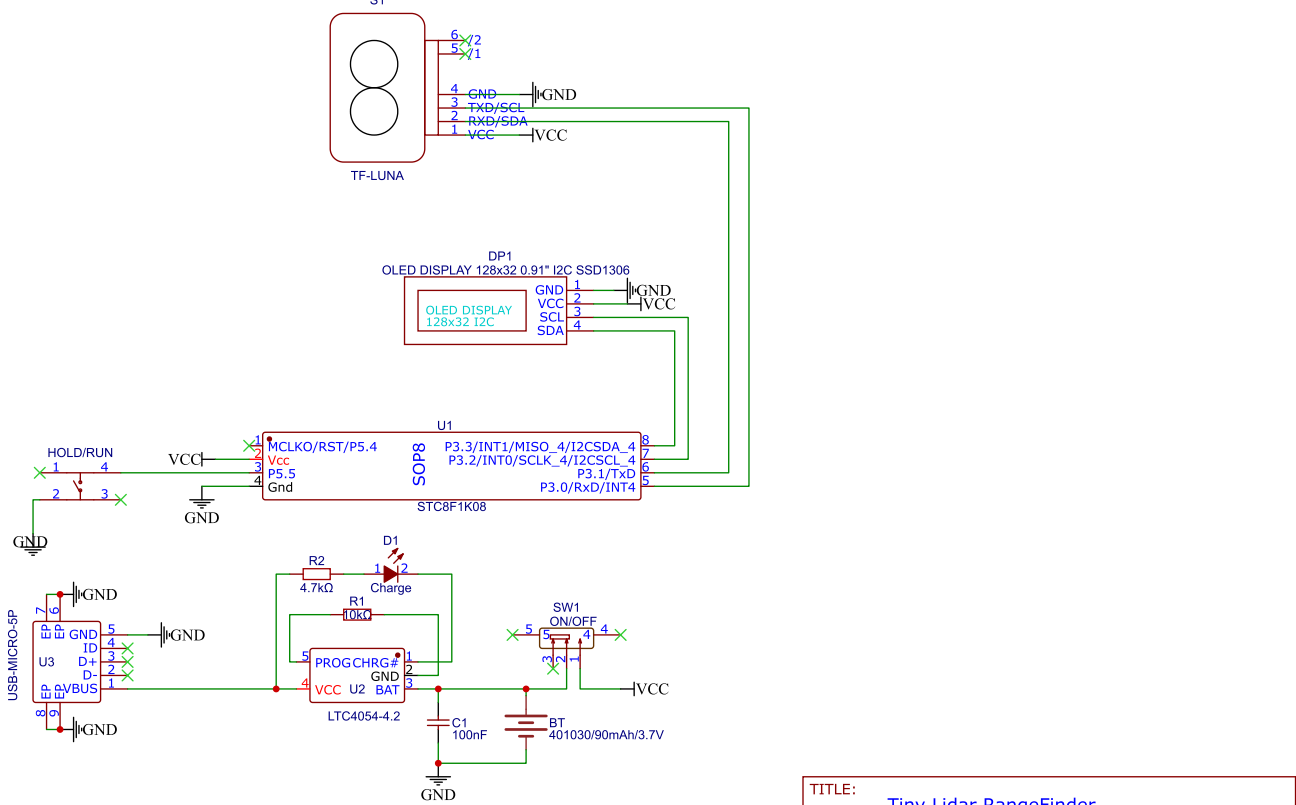 S1
6 /2
5 /1
4 GND GND
3 TXD/SCL
2 RXD/SDA
1 VCC VCC
TF-LUNA
DP1
OLED DISPLAY 128x32 0.91" I2C SSD1306
OLED DISPLAY
128x32 I2C
GND 1 GND
VCC 2 VCC
SCL 3
SDA 4
U1
HOLD/RUN
1 4
2 3
GND
VCC
GND
1 MCLKO/RST/P5.4
2 Vcc
3 P5.5
4 Gnd
SOP8
P3.3/INT1/MISO_4/I2CSDA_4 8
P3.2/INT0/SCLK_4/I2CSCL_4 7
P3.1/TxD 6
P3.0/RxD/INT4 5
STC8F1K08
D1
R2
4.7kΩ
1 2
Charge
R1
10kΩ
USB-MICRO-5P
U3
7 6 GND
EP EP
GND 5 GND
ID 4
D+ 3
D- 2
VBUS 1
EP EP
8 9 GND
5 PROG CHRG# 1
GND 2
4 VCC U2 BAT 3
LTC4054-4.2
SW1
ON/OFF
5 5 4 4
3 2 1
VCC
C1
100nF
BT
401030/90mAh/3.7V
GND
TITLE:
Tiny Lidar RangeFinder